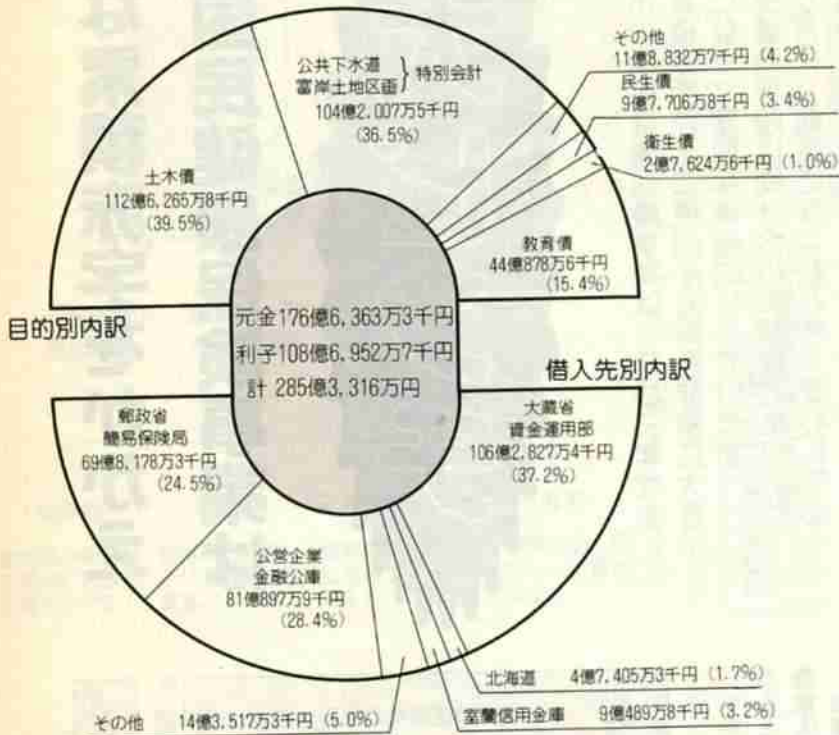 公共下水道
富岸土地区画
}特別会計
104億2,007万5千円
(36.5%)
その他
11億8,832万7千円 (4.2%)
民生債
9億7,706万8千円 (3.4%)
衛生債
2億7,624万6千円 (1.0%)
土木債
112億6,265万8千円
(39.5%)
教育債
44億878万6千円
(15.4%)
目的別内訳
元金176億6,363万3千円
利子108億6,952万7千円
計 285億3,316万円
借入先別内訳
郵政省
簡易保険局
69億8,178万3千円
(24.5%)
大蔵省
資金運用部
106億2,827万4千円
(37.2%)
公営企業
金融公庫
81億897万9千円
(28.4%)
北海道 4億7,405万3千円 (1.7%)
その他 14億3,517万3千円 (5.0%)
室蘭信用金庫 9億489万8千円 (3.2%)